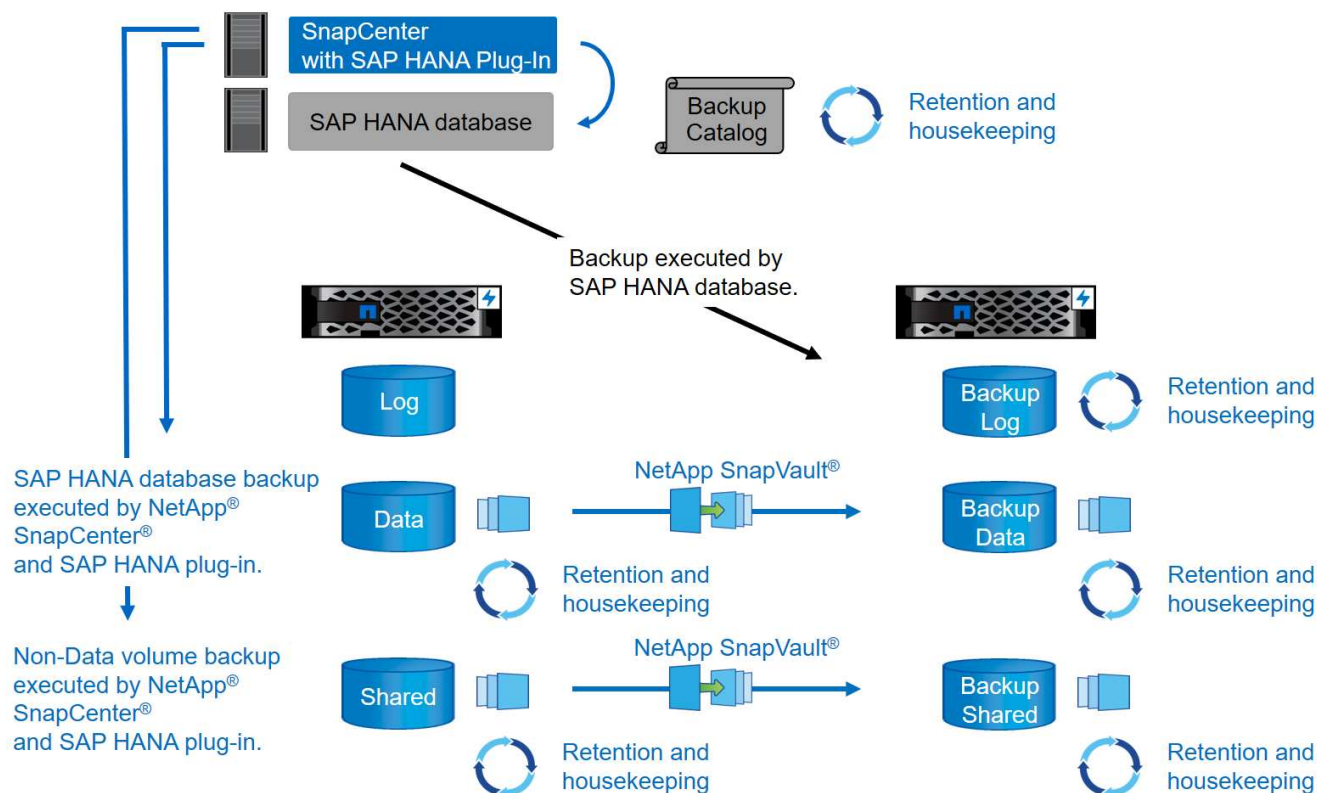 SnapCenter
with SAP HANA Plug-In
SAP HANA database
Backup
Catalog
Retention and
housekeeping
Backup executed by
SAP HANA database.
Log
Backup
Log
Retention and
housekeeping
SAP HANA database backup
executed by NetApp®
SnapCenter®
and SAP HANA plug-in.
Data
NetApp SnapVault®
Backup
Data
Retention and
housekeeping
Retention and
housekeeping
Non-Data volume backup
executed by NetApp®
SnapCenter®
and SAP HANA plug-in.
Shared
NetApp SnapVault®
Backup
Shared
Retention and
housekeeping
Retention and
housekeeping